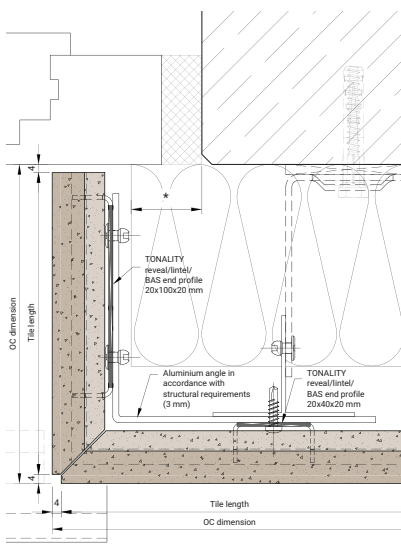 4
*
TONALITY
reveal/lintel/
BAS end profile
20x100x20 mm
OC dimension
Tile length
Aluminium angle in
accordance with
structural requirements
(3 mm)
TONALITY
reveal/lintel/
BAS end profile
20x40x20 mm
4
4
Tile length
OC dimension